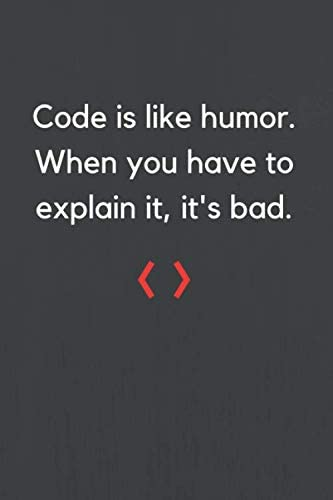 Code is like humor.
When you have to
explain it, it's bad.
< >